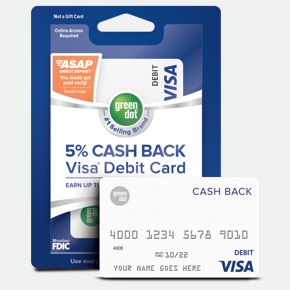 Not a Gift Card
Online Access
Required
ASAP
DIRECT DEPOSIT
You could get
paid early!
DEBIT
VISA
green
dot
#1 Selling Brand
5% CASH BACK
Visa® Debit Card
EARN UP TO
Member
FDIC
Use every
green
dot
CASH BACK
4000 1234 5678 9010
4000
10/22
DEBIT
YOUR NAME GOES HERE
VISA